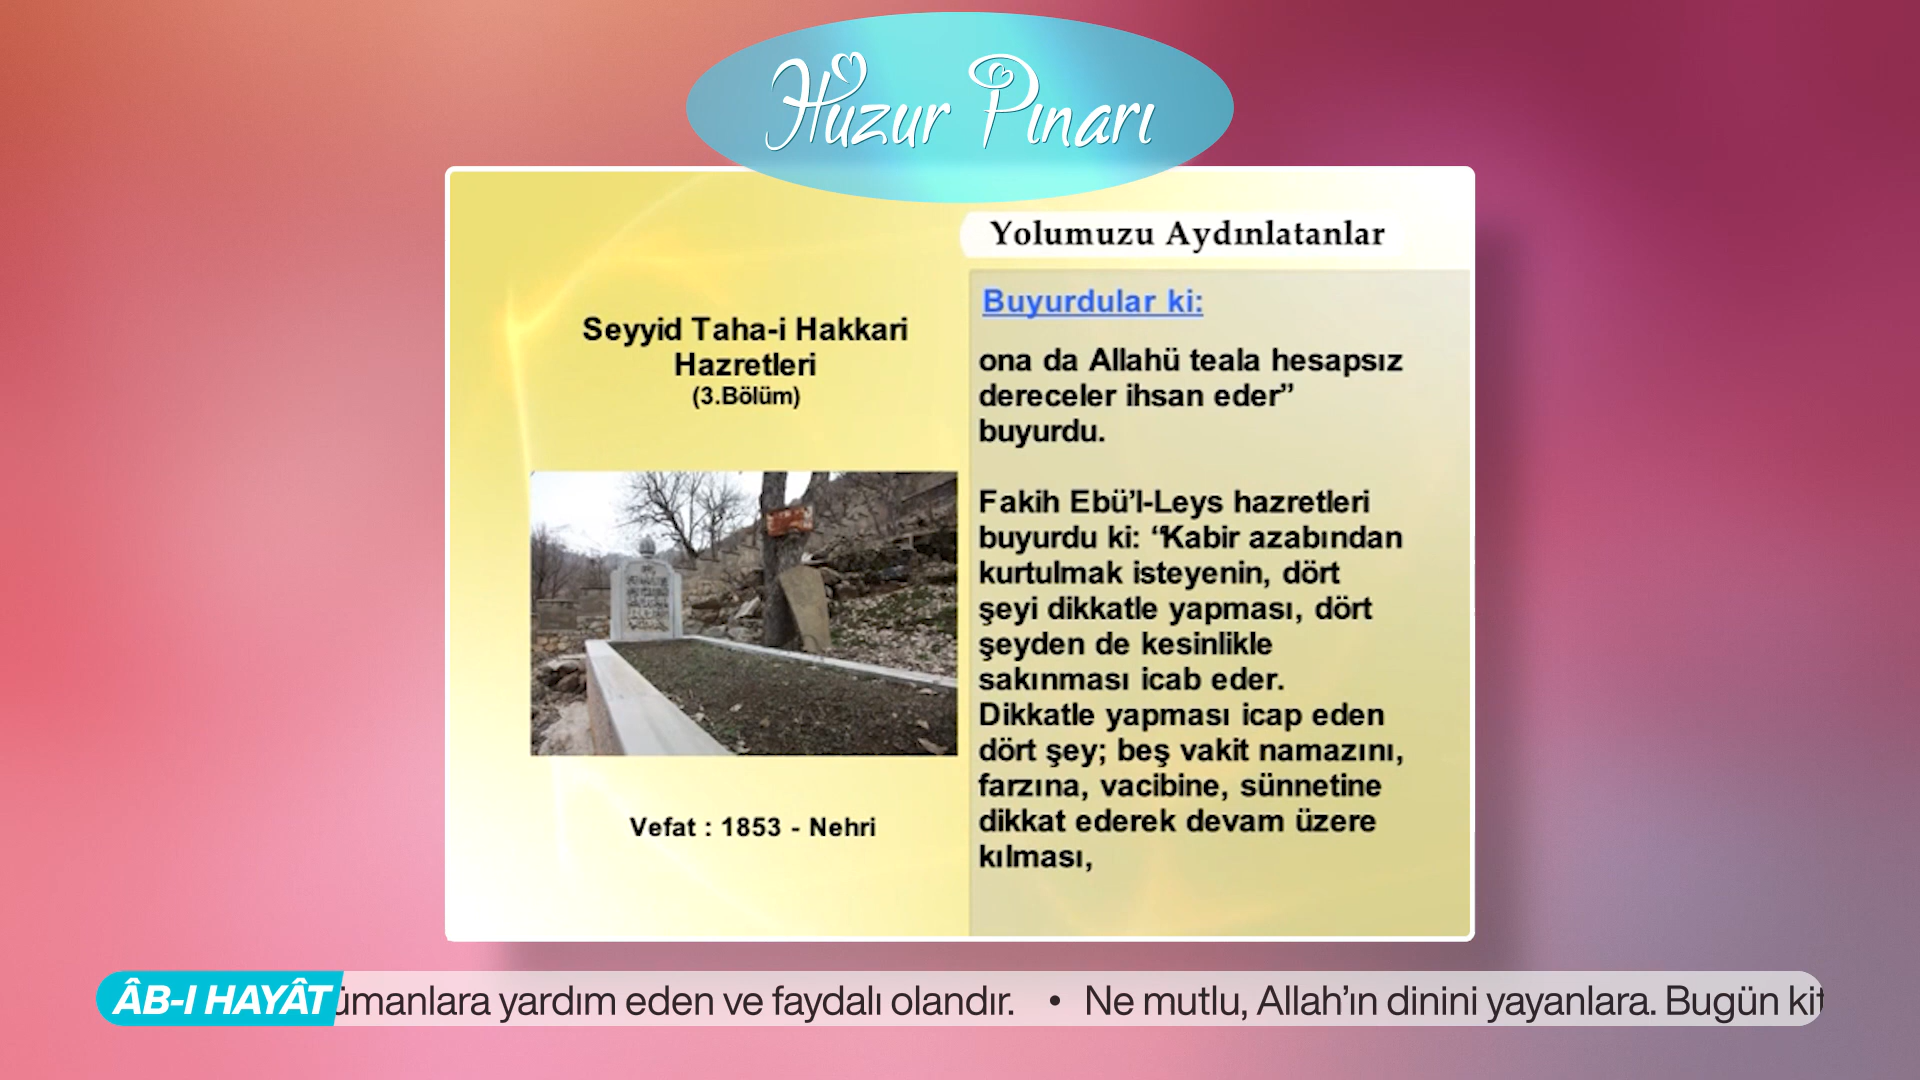 Huzur Pınarı
Yolumuzu Aydınlatanlar
Seyyid Taha-i Hakkari
Hazretleri
(3.Bölüm)
Vefat : 1853 - Nehri
Buyurdular ki:
ona da Allahü teala hesapsız
dereceler ihsan eder”
buyurdu.
Fakih Ebü’l-Leys hazretleri
buyurdu ki: “Kabir azabından
kurtulmak isteyenin, dört
şeyi dikkatle yapması, dört
şeyden de kesinlikle
sakınması icab eder.
Dikkatle yapması icap eden
dört şey; beş vakit namazını,
farzına, vacibine, sünnetine
dikkat ederek devam üzere
kılması,
ÂB-I HAYÂT ümanlara yardım eden ve faydalı olandır. • Ne mutlu, Allah’ın dinini yayanlara. Bugün kit